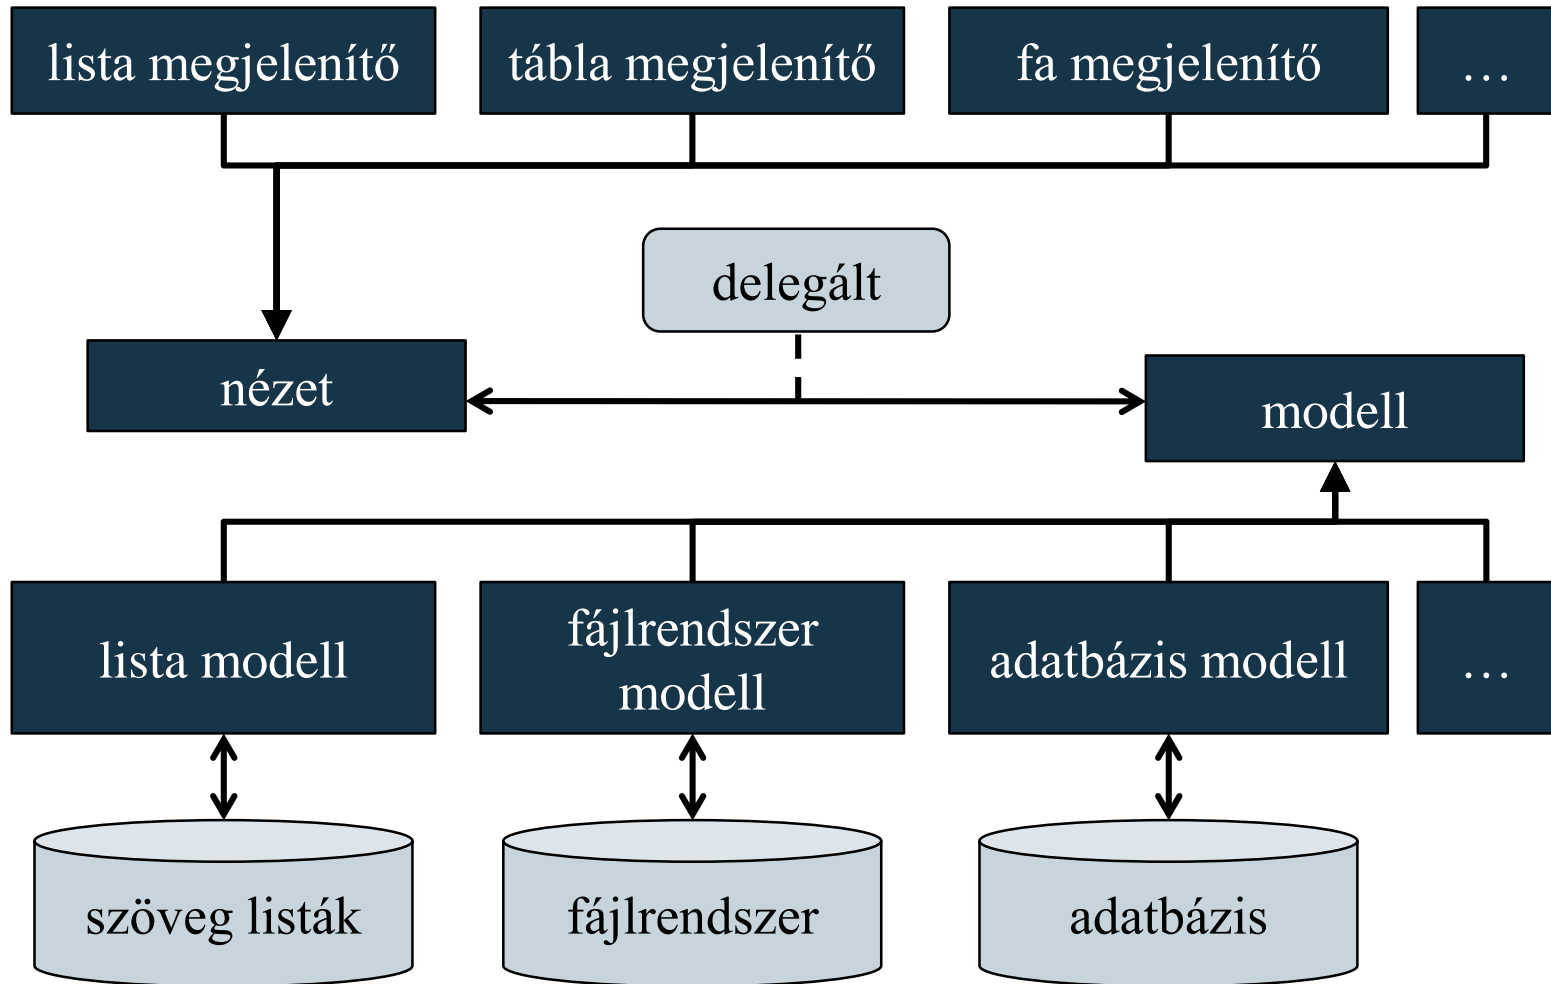 lista megjelenítő
tábla megjelenítő
fa megjelenítő
…
delegált
nézet
modell
lista modell
fájlrendszer
modell
adatbázis modell
…
szöveg listák
fájlrendszer
adatbázis